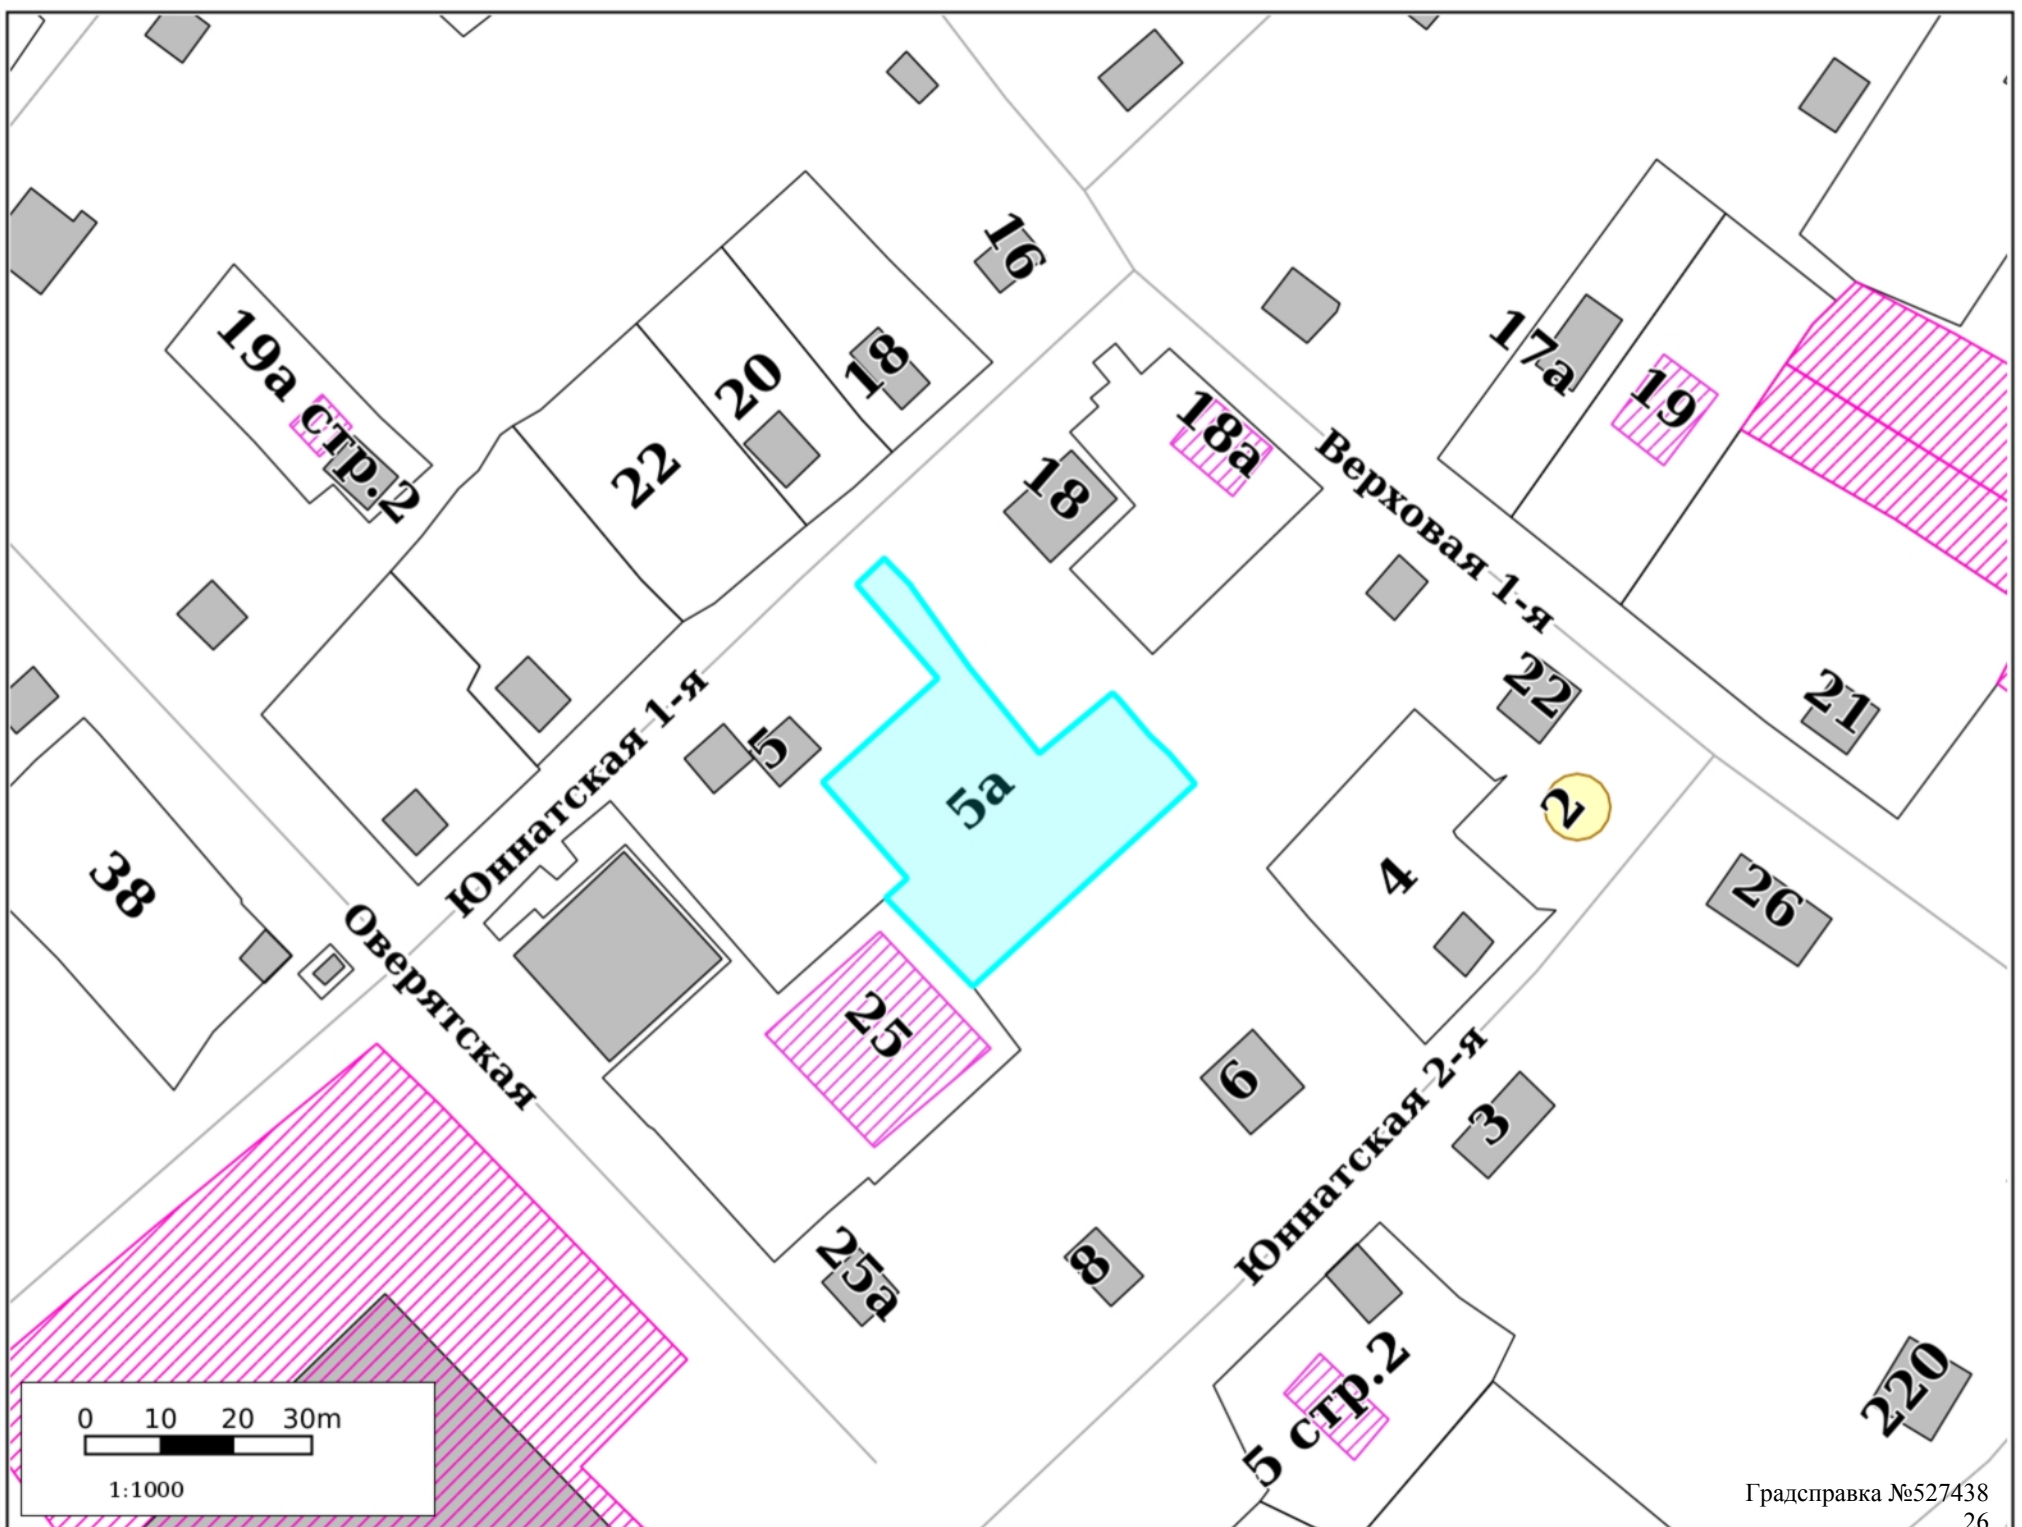 16
19а стр.2
18
20
22
18а
18
17а
19
Верховая 1-я
22
21
Юннатская 1-я
5
5а
2
4
38
26
Оверятская
25
6
3
Юннатская 2-я
25а
8
5 стр.2
220
0 10 20 30m
1:1000
Градсправка №527438
26